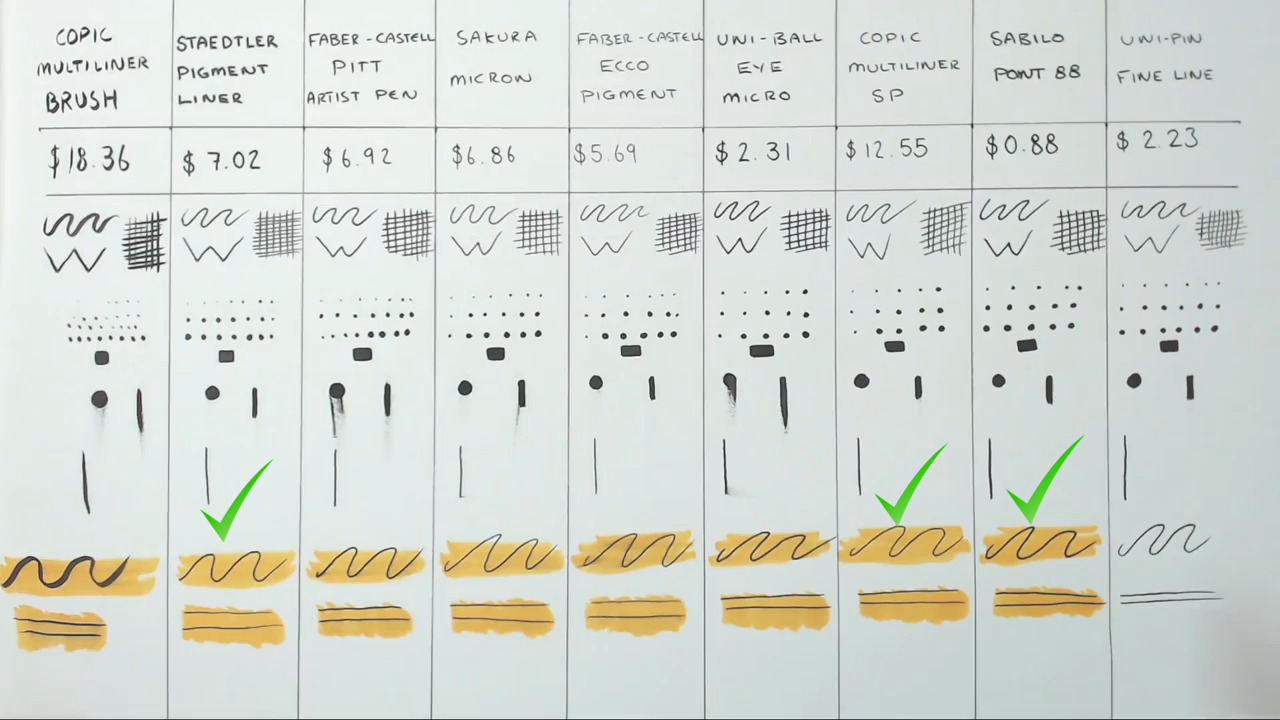 COPIC
MULTILINER
BRUSH
STAEDTLER
PIGMENT
LINER
FABER-CASTELL
PITT
ARTIST PEN
SAKURA
MICRON
FABER-CASTELL
ECCO
PIGMENT
UNI-BALL
EYE
MICRO
COPIC
MULTILINER
SP
SABILO
POINT 88
UNI-PIN
FINE LINE
$18.36
$ 7.02
$ 6.92
$6.86
$5.69
$ 2.31
$ 12.55
$0.88
$ 2.23